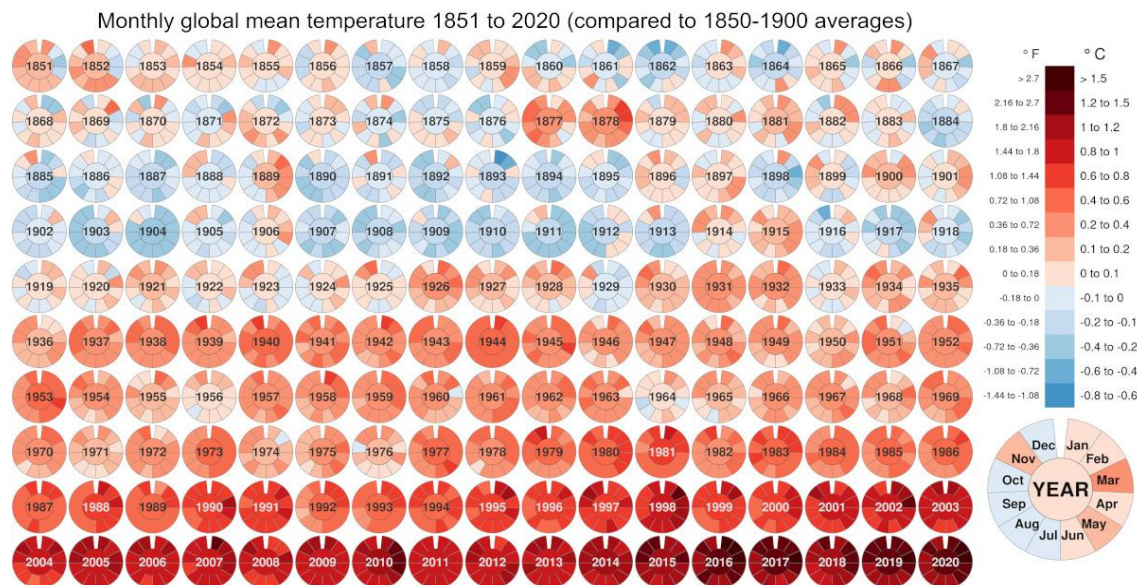 Monthly global mean temperature 1851 to 2020 (compared to 1850-1900 averages)
1851 1852 1853 1854 1855 1856 1857 1858 1859 1860 1861 1862 1863 1864 1865 1866 1867
1868 1869 1870 1871 1872 1873 1874 1875 1876 1877 1878 1879 1880 1881 1882 1883 1884
1885 1886 1887 1888 1889 1890 1891 1892 1893 1894 1895 1896 1897 1898 1899 1900 1901
1902 1903 1904 1905 1906 1907 1908 1909 1910 1911 1912 1913 1914 1915 1916 1917 1918
1919 1920 1921 1922 1923 1924 1925 1926 1927 1928 1929 1930 1931 1932 1933 1934 1935
1936 1937 1938 1939 1940 1941 1942 1943 1944 1945 1946 1947 1948 1949 1950 1951 1952
1953 1954 1955 1956 1957 1958 1959 1960 1961 1962 1963 1964 1965 1966 1967 1968 1969
1970 1971 1972 1973 1974 1975 1976 1977 1978 1979 1980 1981 1982 1983 1984 1985 1986
1987 1988 1989 1990 1991 1992 1993 1994 1995 1996 1997 1998 1999 2000 2001 2002 2003
2004 2005 2006 2007 2008 2009 2010 2011 2012 2013 2014 2015 2016 2017 2018 2019 2020
° F ° C
> 2.7 > 1.5
2.16 to 2.7 1.2 to 1.5
1.8 to 2.16 1 to 1.2
1.44 to 1.8 0.8 to 1
1.08 to 1.44 0.6 to 0.8
0.72 to 1.08 0.4 to 0.6
0.36 to 0.72 0.2 to 0.4
0.18 to 0.36 0.1 to 0.2
0 to 0.18 0 to 0.1
-0.18 to 0 -0.1 to 0
-0.36 to -0.18 -0.2 to -0.1
-0.72 to -0.36 -0.4 to -0.2
-1.08 to -0.72 -0.6 to -0.4
-1.44 to -1.08 -0.8 to -0.6
Dec Jan
Nov Feb
Oct YEAR Mar
Sep Apr
Aug May
Jul Jun